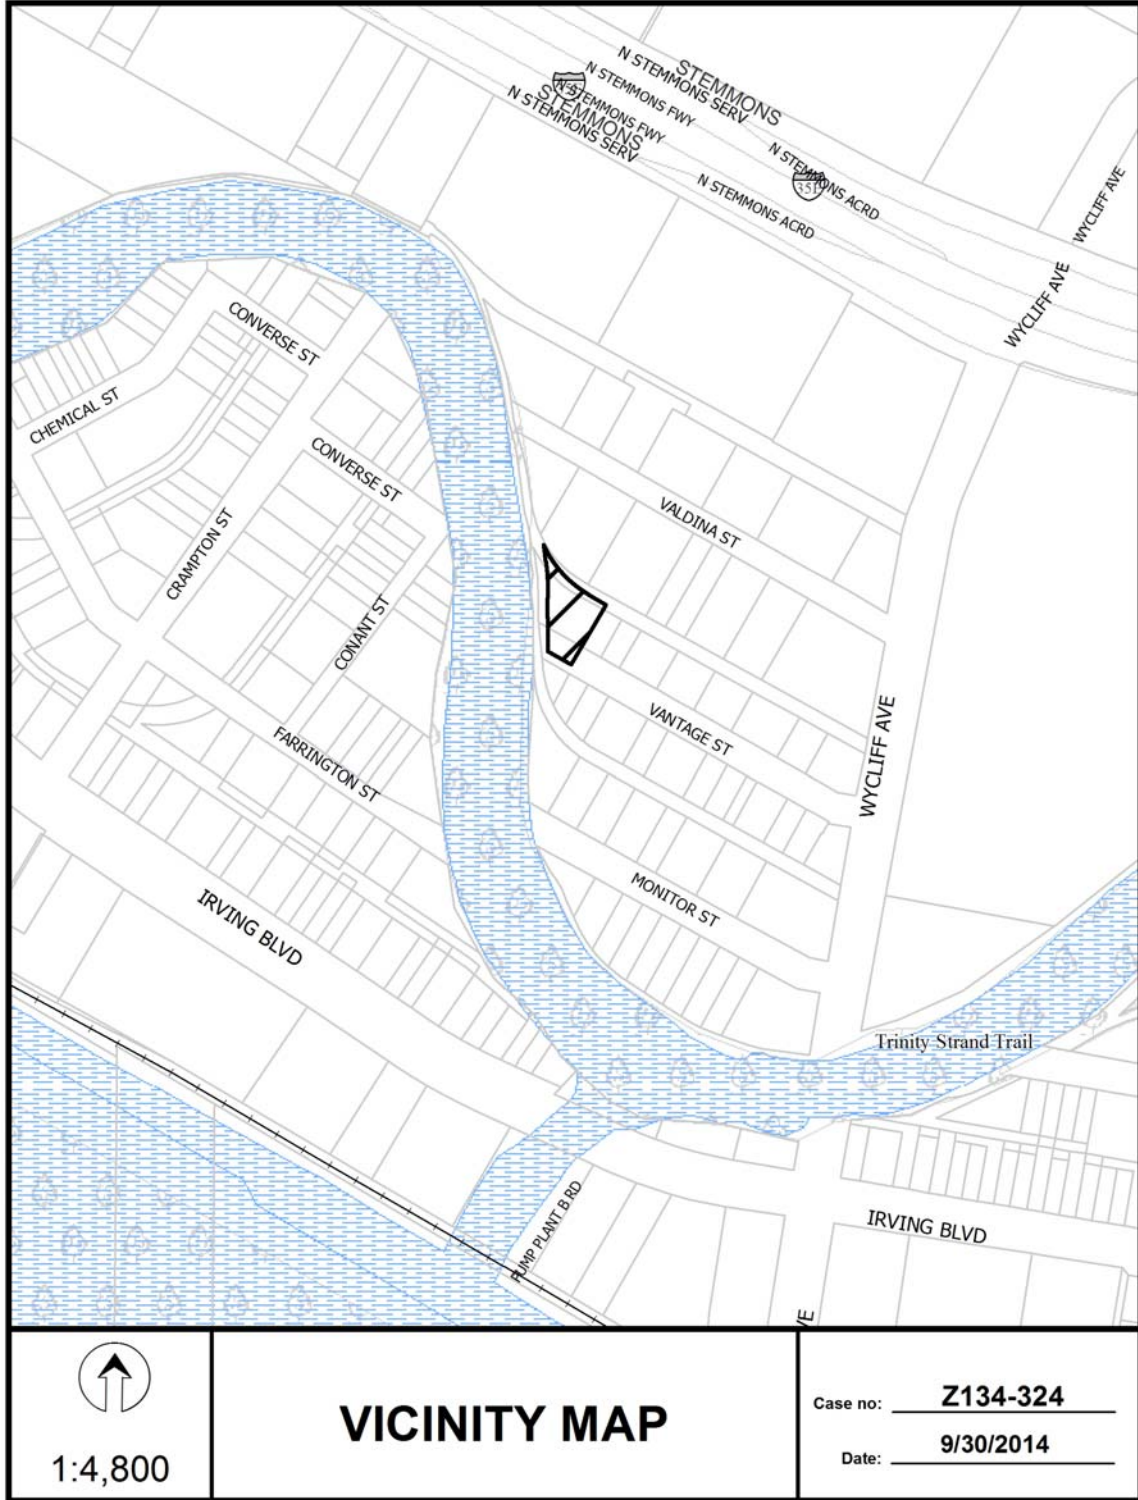 STEMMONS
N STEMMONS SERV
N STEMMONS FWY
N STEMMONS FWY
STEMMONS
N STEMMONS SERV
N STEMMONS ACRD
35E
N STEMMONS ACRD
WYCLIFF AVE
WYCLIFF AVE
CONVERSE ST
CHEMICAL ST
CONVERSE ST
VALDINA ST
CRAMPTON ST
CONANT ST
VANTAGE ST
WYCLIFF AVE
FARRINGTON ST
MONITOR ST
IRVING BLVD
Trinity Strand Trail
PUMP PLANT B RD
IRVING BLVD
VE
1:4,800
VICINITY MAP
Case no: Z134-324
Date: 9/30/2014